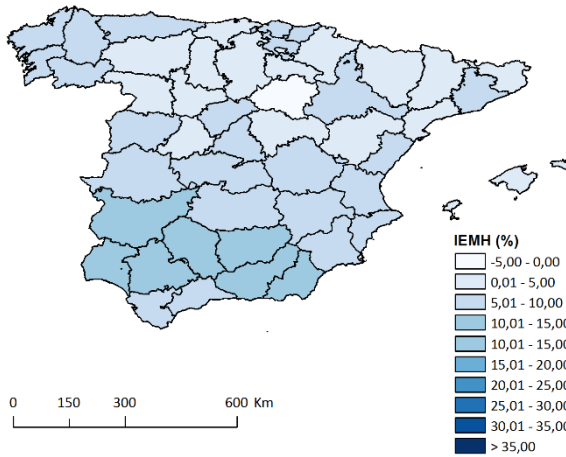 IEMH (%)
-5,00 - 0,00
0,01 - 5,00
5,01 - 10,00
10,01 - 15,00
10,01 - 15,00
15,01 - 20,00
20,01 - 25,00
25,01 - 30,00
30,01 - 35,00
> 35,00
0 150 300 600 Km